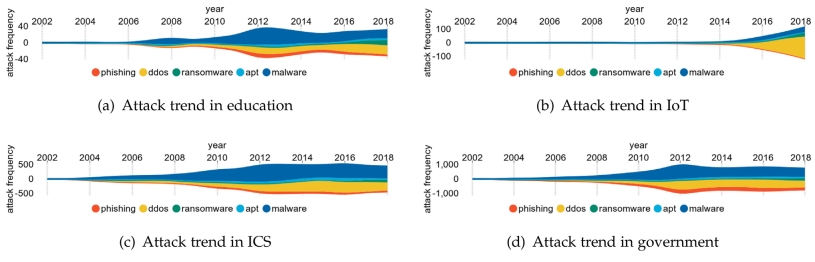 year
2002 2004 2006 2008 2010 2012 2014 2016 2018
attack frequency
40
0
-40
phishing ddos ransomware apt malware
(a) Attack trend in education
year
2002 2004 2006 2008 2010 2012 2014 2016 2018
attack frequency
100
0
-100
phishing ddos ransomware apt malware
(b) Attack trend in IoT
year
2002 2004 2006 2008 2010 2012 2014 2016 2018
attack frequency
500
0
-500
phishing ddos ransomware apt malware
(c) Attack trend in ICS
year
2002 2004 2006 2008 2010 2012 2014 2016 2018
attack frequency
1,000
0
-1,000
phishing ddos ransomware apt malware
(d) Attack trend in government